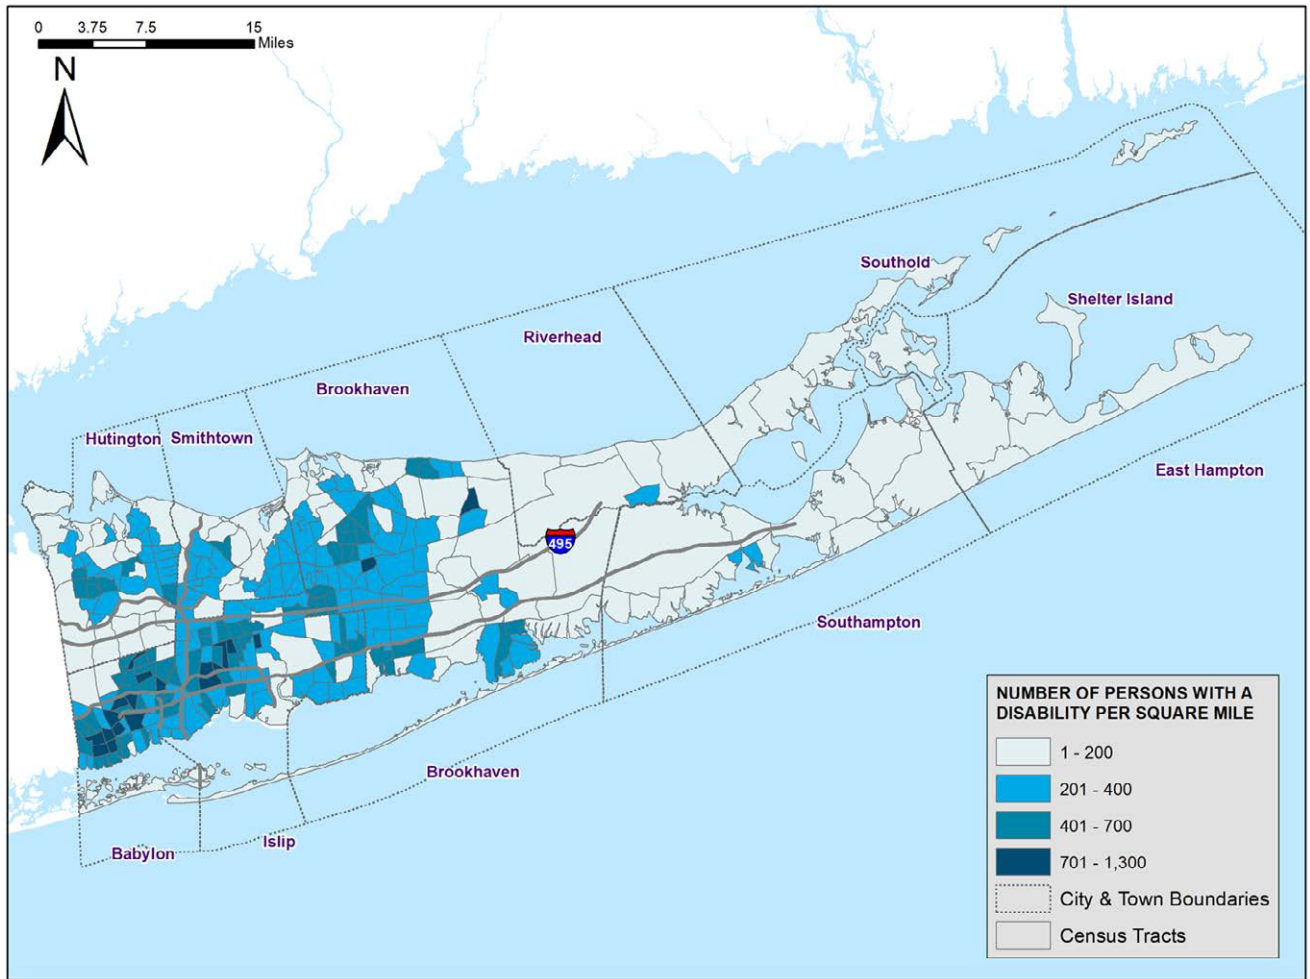 0 3.75 7.5 15
Miles
N
Southold
Shelter Island
Riverhead
Brookhaven
Hutington Smithtown
East Hampton
495
Southampton
Brookhaven
Islip
Babylon
NUMBER OF PERSONS WITH A
DISABILITY PER SQUARE MILE
1 - 200
201 - 400
401 - 700
701 - 1,300
City & Town Boundaries
Census Tracts